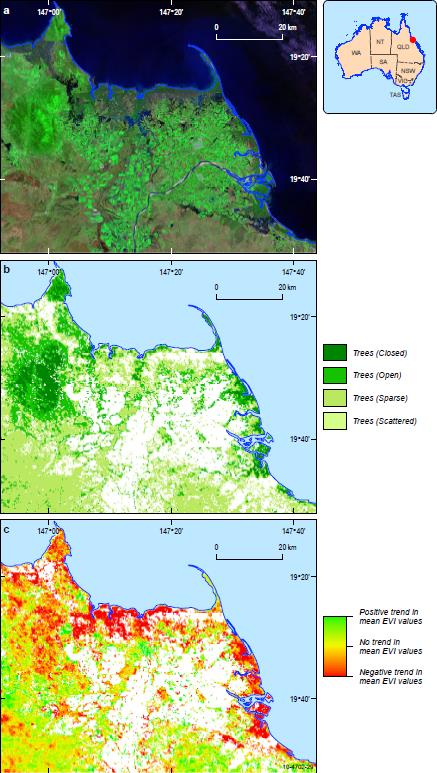 a
147°00'
147°20'
147°40'
0 20 km
19°20'
19°40'
WA
NT
QLD
SA
NSW
VIC
TAS
b
147°00'
147°20'
147°40'
0 20 km
19°20'
19°40'
Trees (Closed)
Trees (Open)
Trees (Sparse)
Trees (Scattered)
c
147°00'
147°20'
147°40'
0 20 km
19°20'
19°40'
Positive trend in
mean EVI values
No trend in
mean EVI values
Negative trend in
mean EVI values
10-4702-29